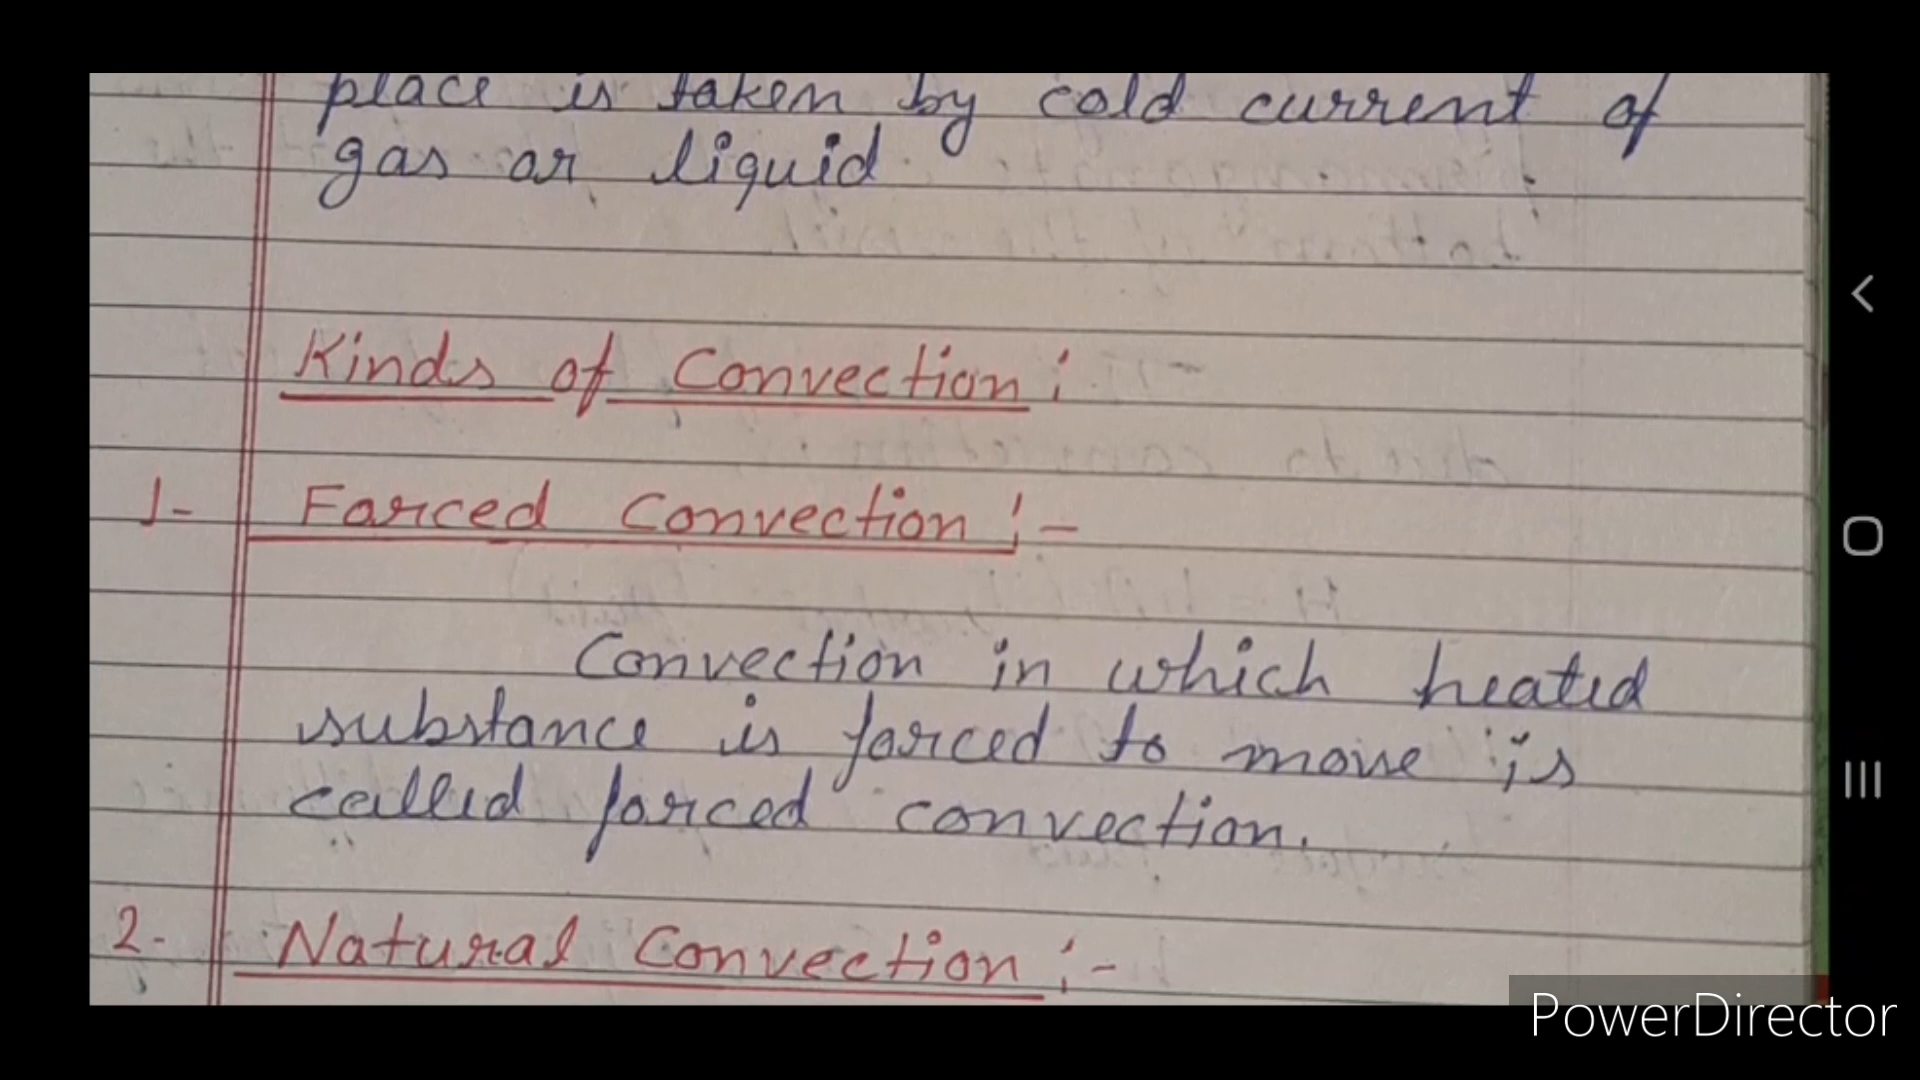 place is taken by cold current of
gas or liquid
Kinds of Convection:
1- Forced Convection:-
Convection in which heated
substance is forced to move is
called forced convection.
2- Natural Convection:-
PowerDirector